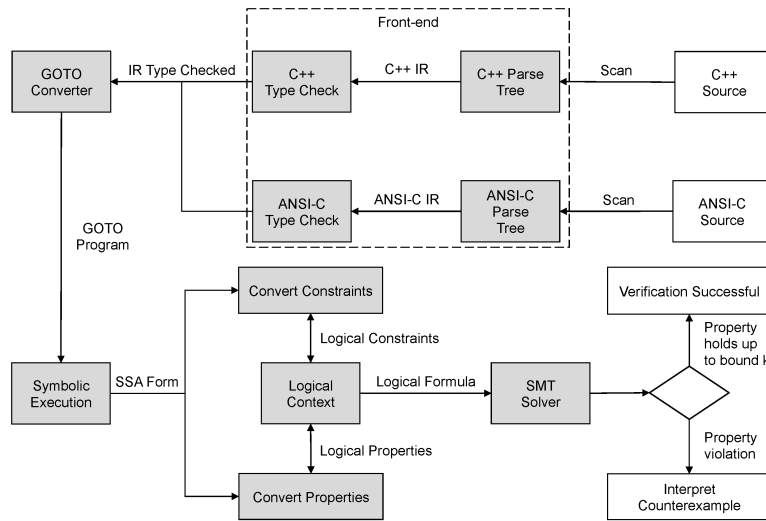 Front-end
GOTO
Converter
IR Type Checked
C++
Type Check
C++ IR
C++ Parse
Tree
Scan
C++
Source
ANSI-C
Type Check
ANSI-C IR
ANSI-C
Parse
Tree
Scan
ANSI-C
Source
GOTO
Program
Convert Constraints
Verification Successful
Logical Constraints
Property
holds up
to bound k
Symbolic
Execution
SSA Form
Logical
Context
Logical Formula
SMT
Solver
Logical Properties
Property
violation
Convert Properties
Interpret
Counterexample